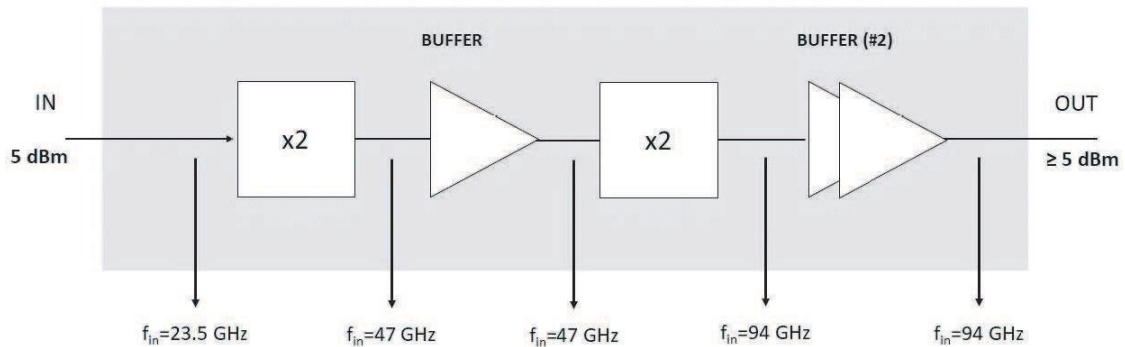 BUFFER
BUFFER (#2)
IN
OUT
x2
x2
5 dBm
≥ 5 dBm
fin=23.5 GHz
fin=47 GHz
fin=47 GHz
fin=94 GHz
fin=94 GHz